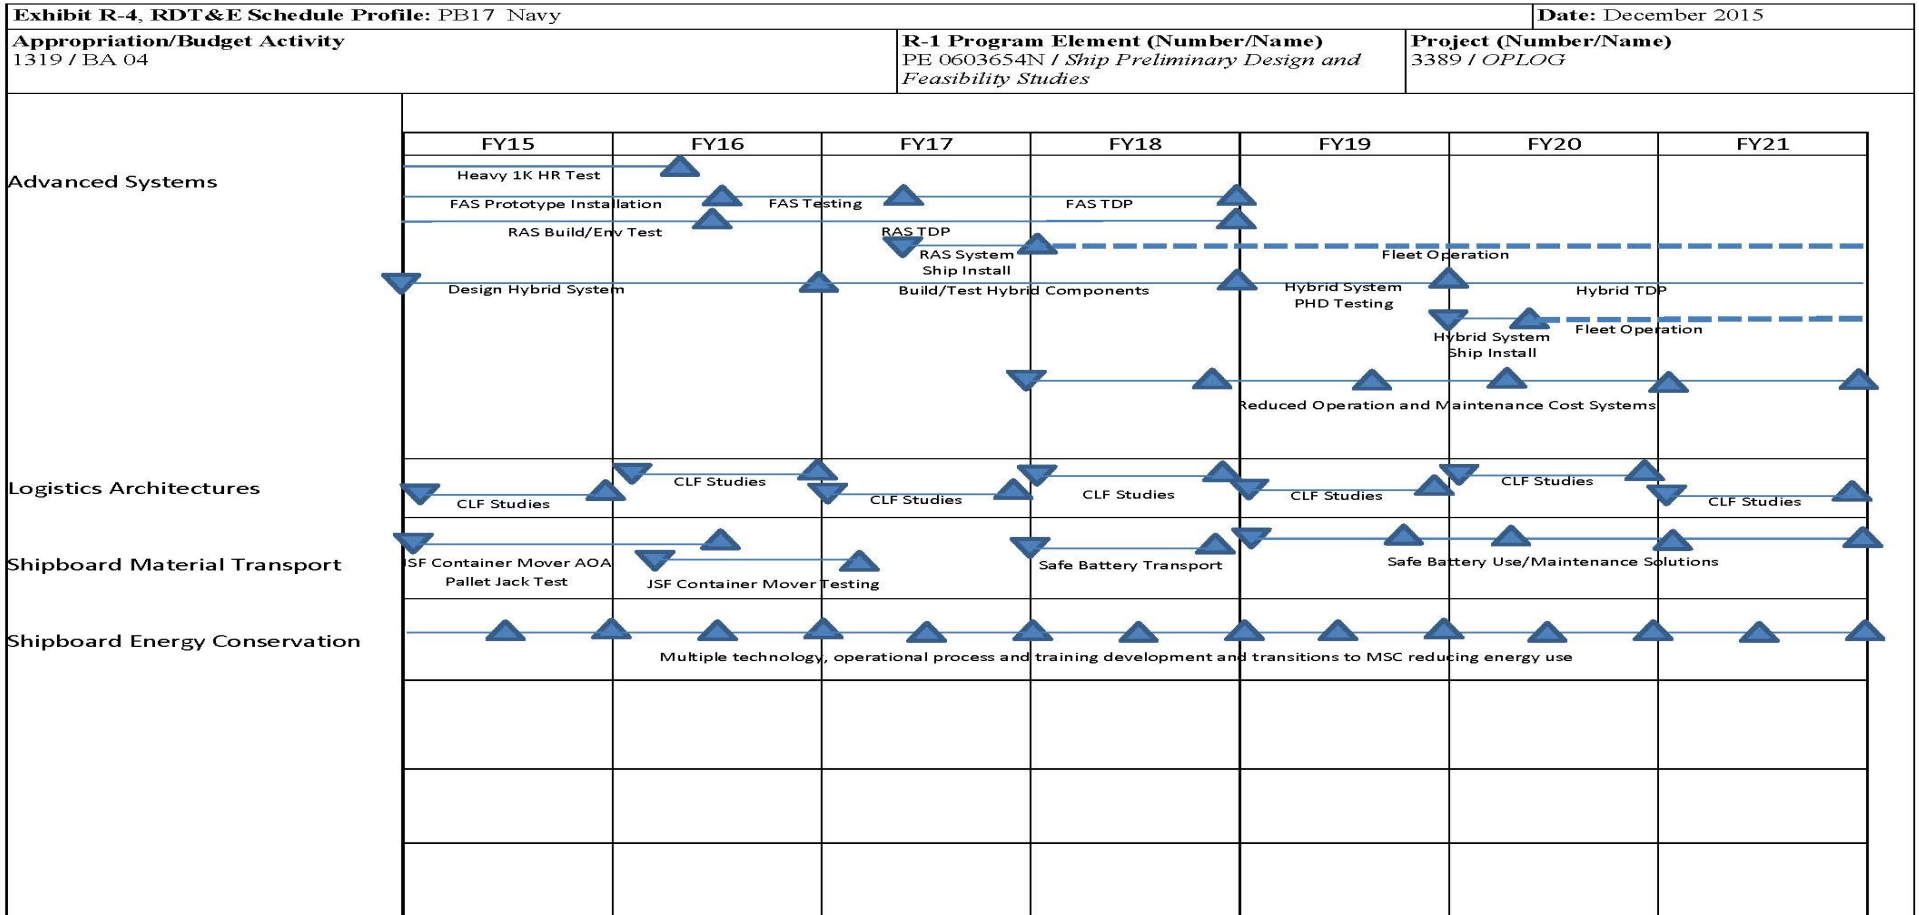 Exhibit R-4, RDT&E Schedule Profile: PB17 Navy
Date: December 2015
Appropriation/Budget Activity
1319 / BA 04
R-1 Program Element (Number/Name)
PE 0603654N / Ship Preliminary Design and
Feasibility Studies
Project (Number/Name)
3389 / OPLOG
FY15 FY16 FY17 FY18 FY19 FY20 FY21
Advanced Systems
Heavy 1K HR Test
FAS Prototype Installation FAS Testing FAS TDP
RAS Build/Env Test RAS TDP
RAS System
Ship Install
Fleet Operation
Design Hybrid System Build/Test Hybrid Components
Hybrid System
PHD Testing
Hybrid TDP
Hybrid System
Ship Install
Fleet Operation
Reduced Operation and Maintenance Cost Systems
Logistics Architectures
CLF Studies
CLF Studies
CLF Studies
CLF Studies
CLF Studies
CLF Studies
CLF Studies
Shipboard Material Transport
JSF Container Mover AOA
Pallet Jack Test
JSF Container Mover Testing
Safe Battery Transport
Safe Battery Use/Maintenance Solutions
Shipboard Energy Conservation
Multiple technology, operational process and training development and transitions to MSC reducing energy use